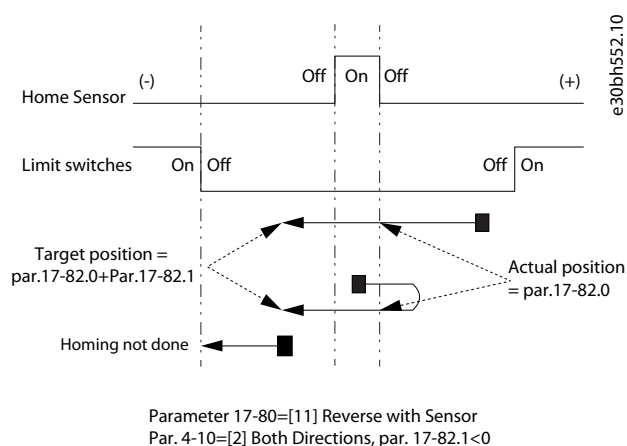 e30bh552.10
(-)
Off On Off
(+)
Home Sensor
Limit switches
On Off
Off On
Target position =
par.17-82.0+Par.17-82.1
Actual position
= par.17-82.0
Homing not done
Parameter 17-80=[11] Reverse with Sensor
Par. 4-10=[2] Both Directions, par. 17-82.1<0